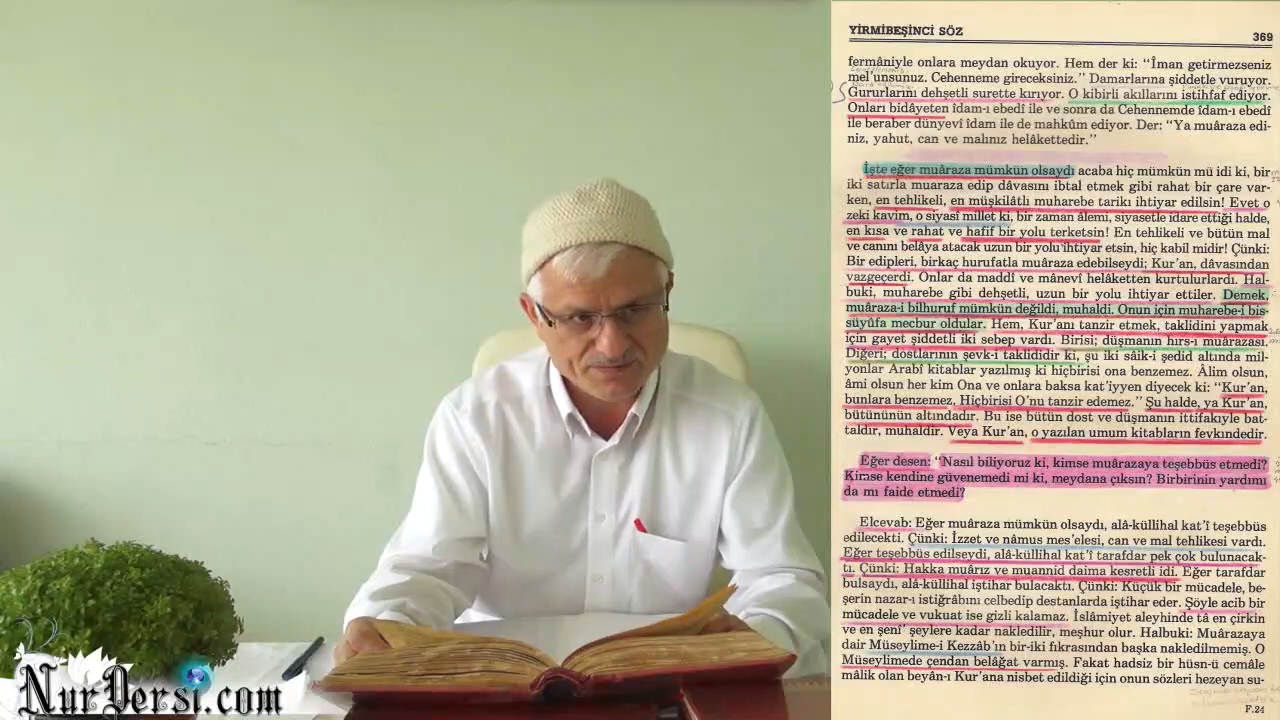 YİRMİBEŞİNCİ SÖZ
369
fermâniyle onlara meydan okuyor. Hem der ki: “İman getirmezseniz
mel'unsunuz. Cehenneme gireceksiniz.” Damarlarına şiddetle vuruyor.
Gururlarını dehşetli surette kırıyor. O kibirli akıllarını istihfaf ediyor.
Onları bidâyeten îdam-ı ebedî ile ve sonra da Cehennemde îdam-ı ebedî
ile beraber dünyevî îdam ile de mahkûm ediyor. Der: “Ya muâraza edi-
niz, yahut, can ve malınız helâkettedir.”
İşte eğer muâraza mümkün olsaydı acaba hiç mümkün mü idi ki, bir
iki satırla muaraza edip dâvasını ibtal etmek gibi rahat bir çare var-
ken, en tehlikeli, en müşkilâtlı muharebe tarikı ihtiyar edilsin! Evet o
zeki kavim, o siyasî millet ki, bir zaman âlemi, siyasetle idare ettiği halde,
en kısa ve rahat ve hafif bir yolu terketsin! En tehlikeli ve bütün mal
ve canını belâya atacak uzun bir yolu ihtiyar etsin, hiç kabil midir! Çünki:
Bir edipleri, birkaç hurufatla muâraza edebilseydi; Kur'an, dâvasından
vazgeçerdi. Onlar da maddî ve mânevî helâketten kurtulurlardı. Hal-
buki, muharebe gibi dehşetli, uzun bir yolu ihtiyar ettiler. Demek,
muâraza-i bilhuruf mümkün değildi, muhaldi. Onun için muharebe-i bis-
süyûfa mecbur oldular. Hem, Kur'anı tanzir etmek, taklidini yapmak
için gayet şiddetli iki sebep vardı. Birisi; düşmanın hırs-ı muârazası,
Diğeri; dostlarının şevk-i taklididir ki, şu iki sâik-i şedid altında mil-
yonlar Arabî kitablar yazılmış ki hiçbirisi ona benzemez. Âlim olsun,
âmi olsun her kim Ona ve onlara baksa kat'iyyen diyecek ki: “Kur'an,
bunlara benzemez, Hiçbirisi O'nu tanzir edemez.” Şu halde, ya Kur'an,
bütününün altındadır. Bu ise bütün dost ve düşmanın ittifakıyle bat-
taldır, muhaldir. Veya Kur'an, o yazılan umum kitabların fevkındedir.
Eğer desen: “Nasıl biliyoruz ki, kimse muârazaya teşebbüs etmedi?
Kimse kendine güvenemedi mi ki, meydana çıksın? Birbirinin yardımı
da mı faide etmedi?
Elcevab: Eğer muâraza mümkün olsaydı, alâ-küllihal kat'î teşebbüs
edilecekti. Çünki: İzzet ve nâmus mes'elesi, can ve mal tehlikesi vardı.
Eğer teşebbüs edilseydi, alâ-küllihal kat'î tarafdar pek çok bulunacak-
tı. Çünki: Hakka muârız ve muannid daima kesretli idi. Eğer tarafdar
bulsaydı, alâ-küllihal iştihar bulacaktı. Çünki: Küçük bir mücadele, be-
şerin nazar-ı istiğrâbını celbedip destanlarda iştihar eder. Şöyle acib bir
mücadele ve vukuat ise gizli kalamaz. İslâmiyet aleyhinde tâ en çirkin
ve en şenî' şeylere kadar nakledilir, meşhur olur. Halbuki: Muârazaya
dair Müseylime-i Kezzâb'ın bir-iki fıkrasından başka nakledilmemiş. O
Müseylimede çendan belâğat varmış. Fakat hadsiz bir hüsn-ü cemâle
mâlik olan beyân-ı Kur'ana nisbet edildiği için onun sözleri hezeyan su-
F.24
NurDersi.com